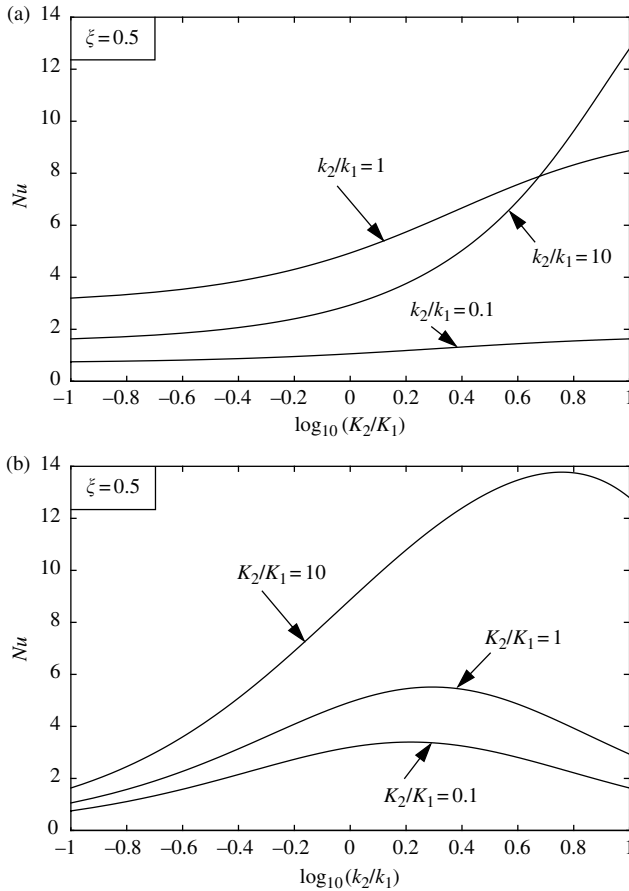 (a)
14
12
10
8
6
4
2
0
Nu
ξ = 0.5
k₂/k₁ = 1
k₂/k₁ = 10
k₂/k₁ = 0.1
−1 −0.8 −0.6 −0.4 −0.2 0 0.2 0.4 0.6 0.8 1
log₁₀ (K₂/K₁)
(b)
14
12
10
8
6
4
2
0
Nu
ξ = 0.5
K₂/K₁ = 10
K₂/K₁ = 1
K₂/K₁ = 0.1
−1 −0.8 −0.6 −0.4 −0.2 0 0.2 0.4 0.6 0.8 1
log₁₀(k₂/k₁)